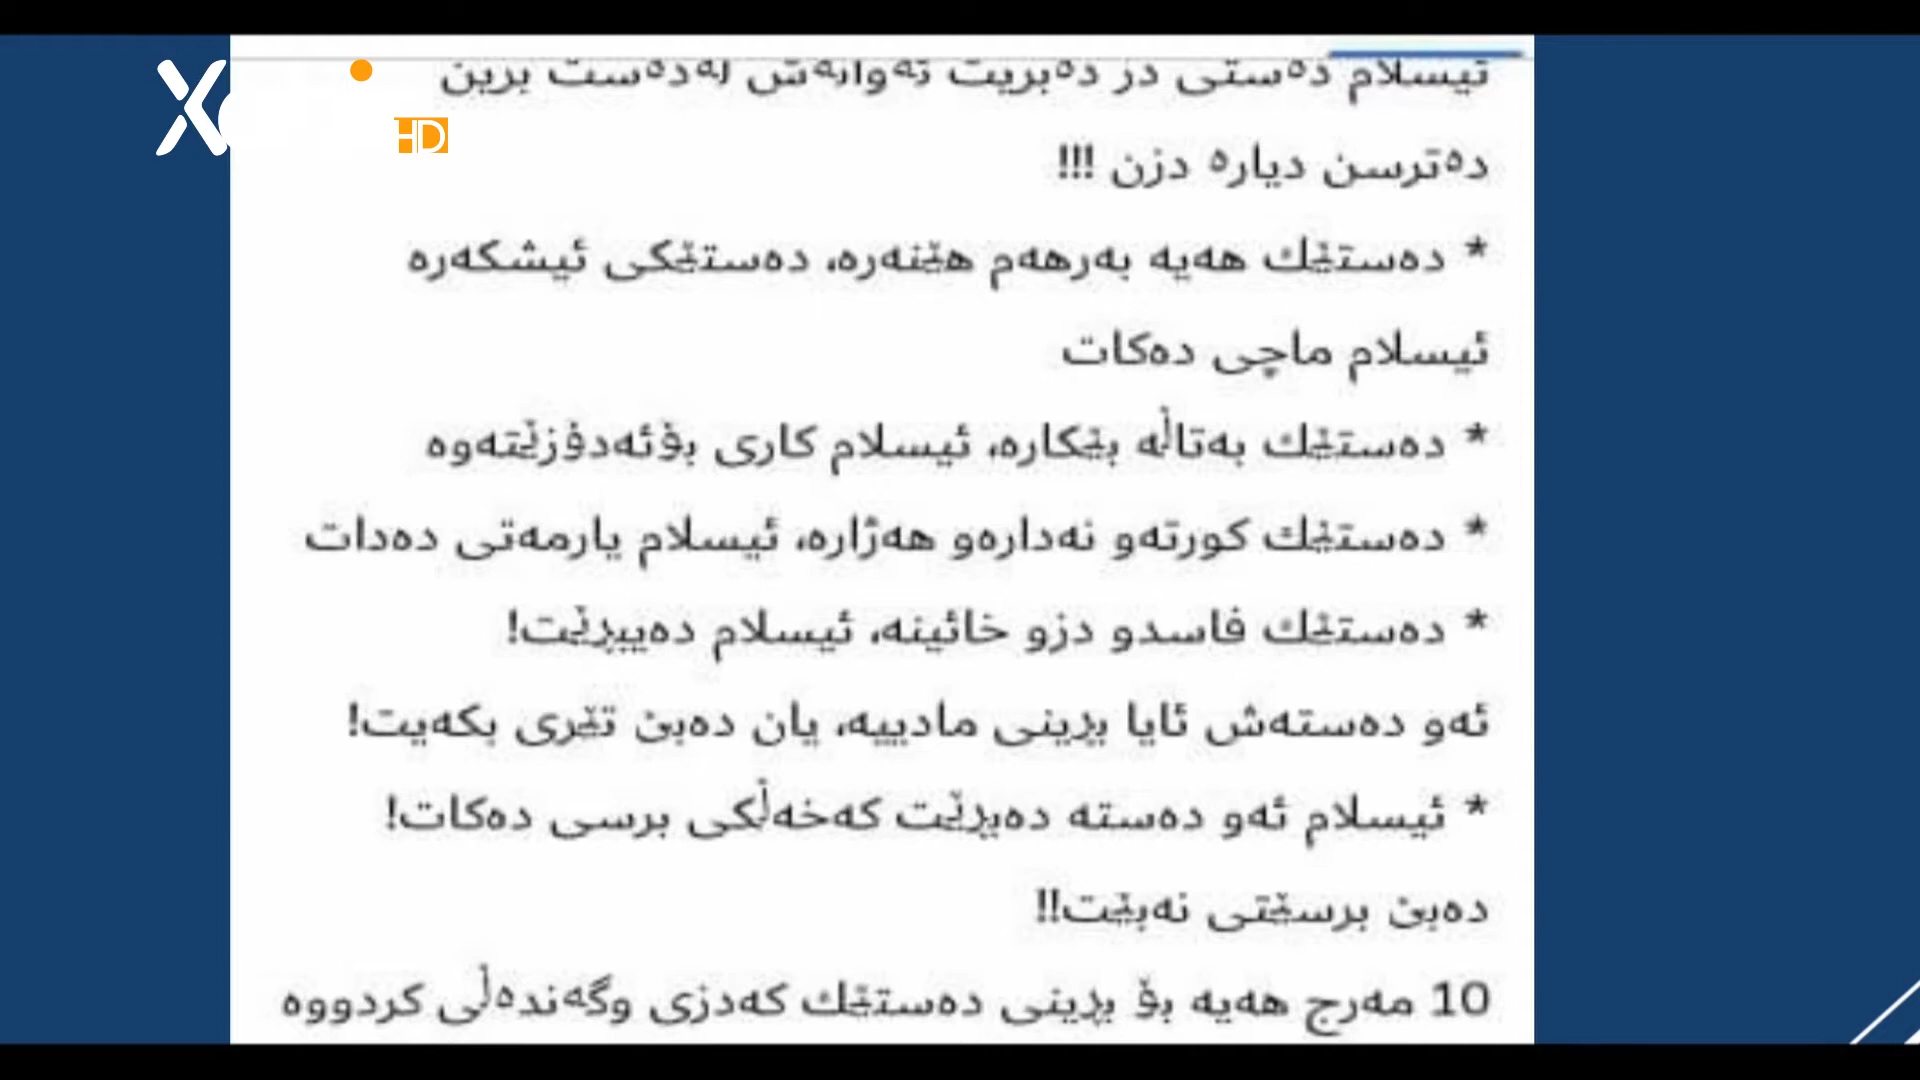 ئیسلام دەستی دز دەبڕێت ئەوانەش لەدەست بڕین
دەترسن دیارە دزن !!!
* دەستێك هەیە بەرهەم هێنەرە، دەستێکی ئیشکەرە
ئیسلام ماچی دەکات
* دەستێك بەتاڵە بێکارە، ئیسلام کاری بۆئەدۆزێتەوە
* دەستێك کورتەو نەدارەو هەژارە، ئیسلام یارمەتی دەدات
* دەستێك فاسدو دزو خائینە، ئیسلام دەیبڕێت!
ئەو دەستەش ئایا بڕینی مادییە، یان دەبێ تێری بکەیت!
* ئیسلام ئەو دەستە دەبڕێت کەخەڵکی برسی دەکات!
دەبێ برسێتی نەبێت!!
10 مەرج هەیە بۆ بڕینی دەستێك کەدزی وگەندەڵی کردووە
HD